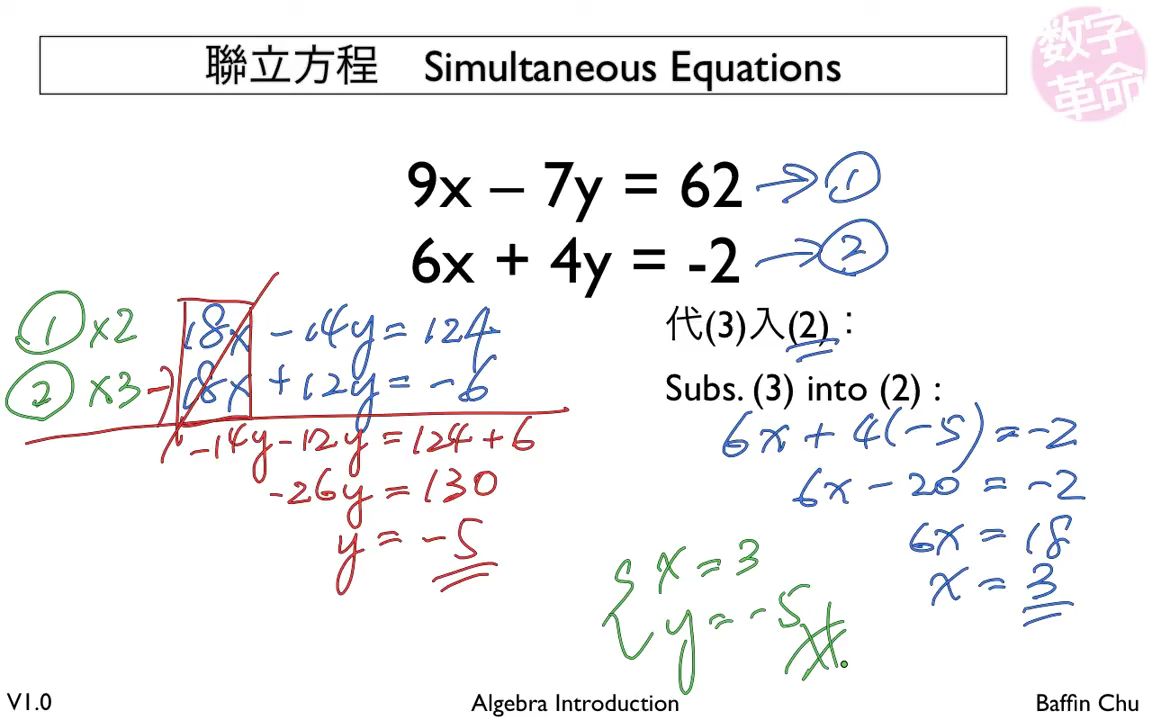 聯立方程 Simultaneous Equations
数字
革命
9x – 7y = 62 → ①
6x + 4y = -2 → ②
① ×2 18x - 14y = 124
② ×3 -) 18x + 12y = -6
-14y - 12y = 124 + 6
-26y = 130
y = -5
代(3)入(2)：
Subs. (3) into (2) :
6x + 4(-5) = -2
6x - 20 = -2
6x = 18
x = 3
{ x = 3
y = -5 //
V1.0 Algebra Introduction Baffin Chu